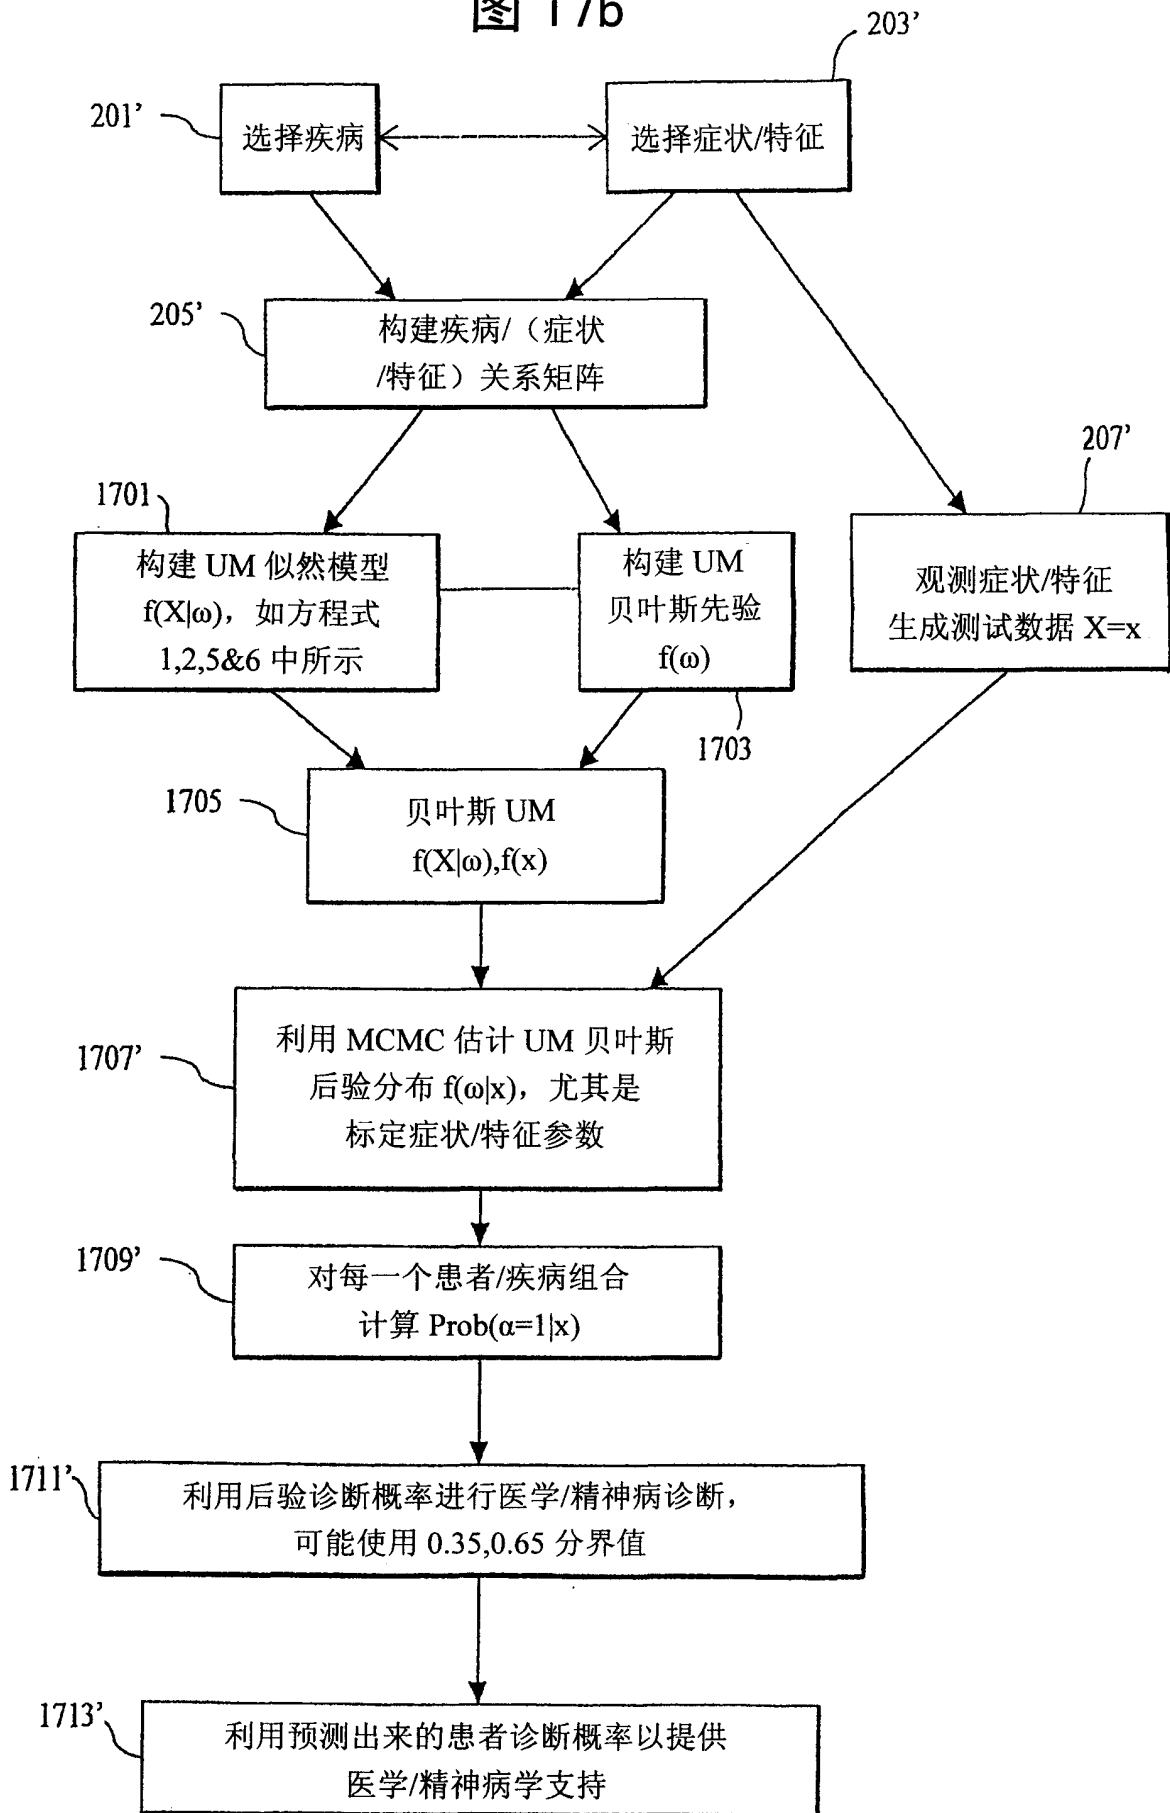 图 17b
203'
201'
选择疾病
选择症状/特征
205'
构建疾病/（症状
/特征）关系矩阵
207'
1701
构建 UM 似然模型
f(X|ω)，如方程式
1,2,5&6 中所示
构建 UM
贝叶斯先验
f(ω)
观测症状/特征
生成测试数据 X=x
1703
1705
贝叶斯 UM
f(X|ω),f(x)
1707'
利用 MCMC 估计 UM 贝叶斯
后验分布 f(ω|x)，尤其是
标定症状/特征参数
1709'
对每一个患者/疾病组合
计算 Prob(α=1|x)
1711'
利用后验诊断概率进行医学/精神病诊断，
可能使用 0.35,0.65 分界值
1713'
利用预测出来的患者诊断概率以提供
医学/精神病学支持